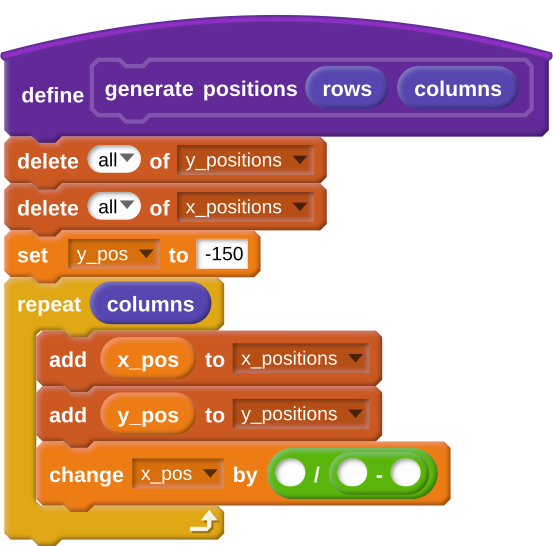 define generate positions rows columns
delete all of y_positions
delete all of x_positions
set y_pos to -150
repeat columns
add x_pos to x_positions
add y_pos to y_positions
change x_pos by / -